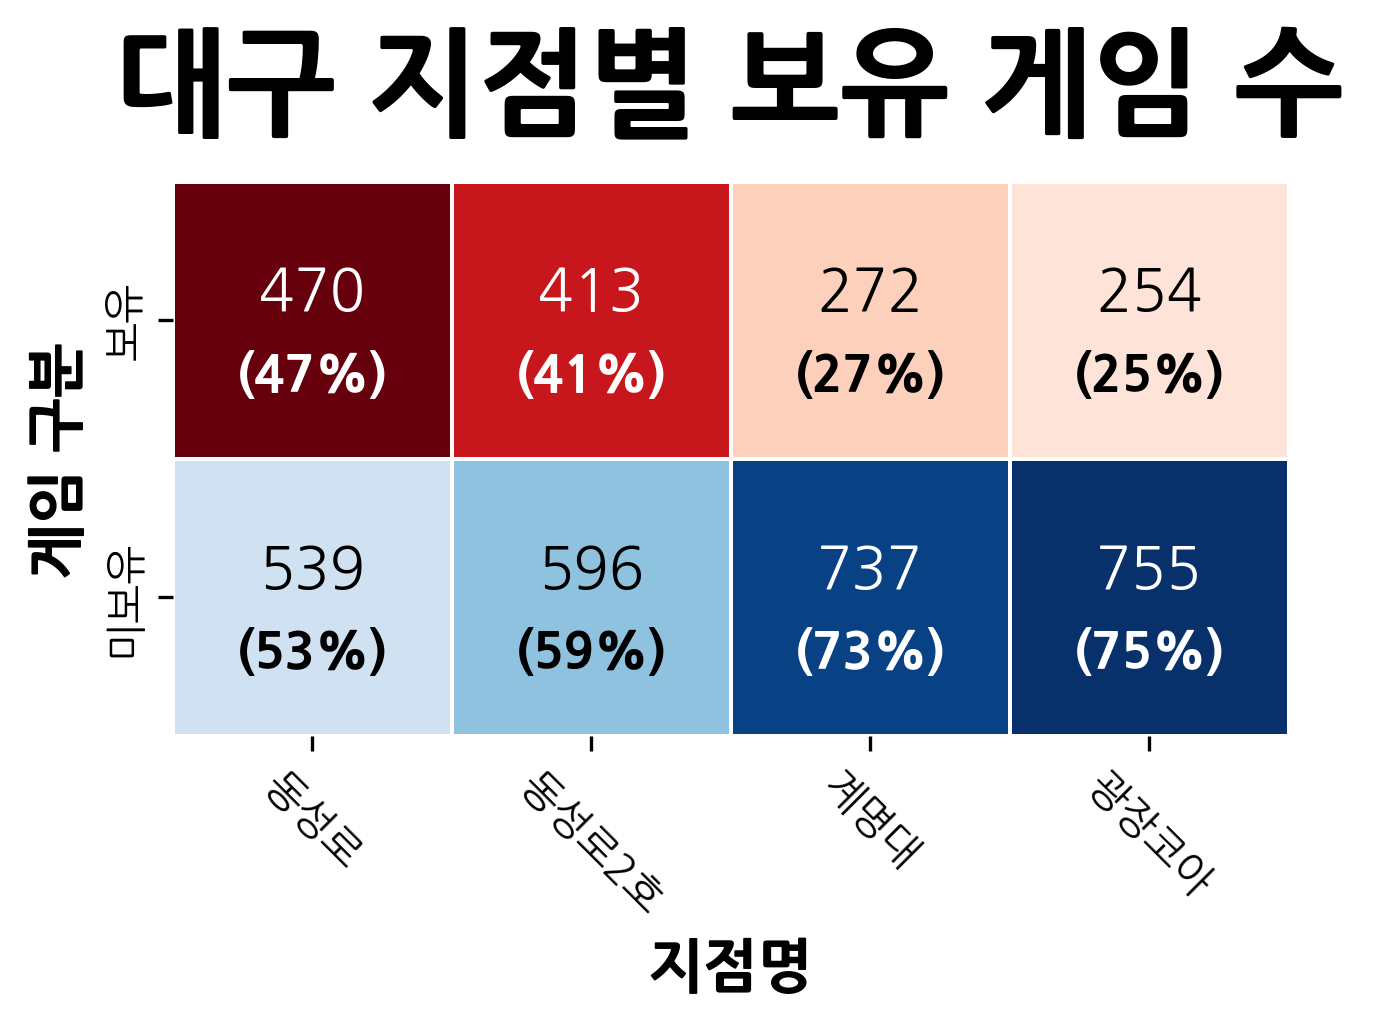 대구 지점별 보유 게임 수
게임 구분
보유
470 413 272 254
(47%) (41%) (27%) (25%)
미보유
539 596 737 755
(53%) (59%) (73%) (75%)
동성로 동성로2호 계명대 광장코아
지점명